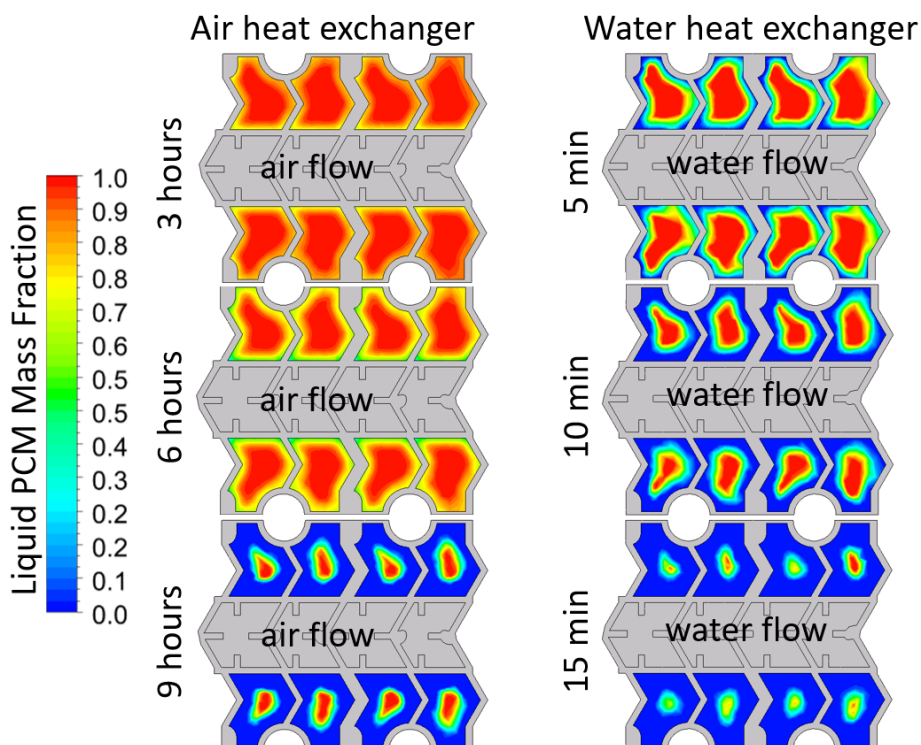 Air heat exchanger
Water heat exchanger
Liquid PCM Mass Fraction
1.0
0.9
0.8
0.7
0.6
0.5
0.4
0.3
0.2
0.1
0.0
3 hours
air flow
6 hours
air flow
9 hours
air flow
5 min
water flow
10 min
water flow
15 min
water flow